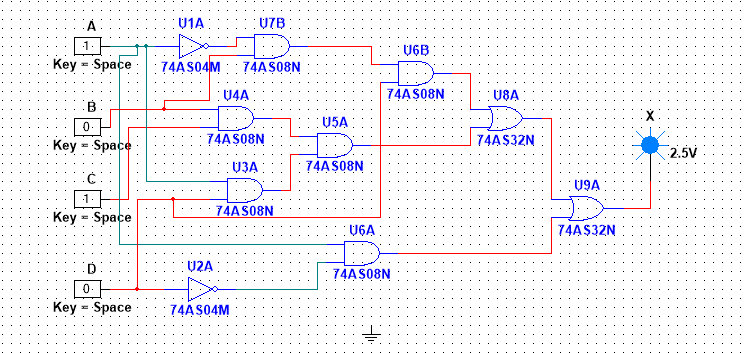 A
1
Key = Space
U1A
74AS04M
U7B
74AS08N
U6B
74AS08N
B
0
Key = Space
U4A
74AS08N
U5A
74AS08N
U8A
74AS32N
X
2.5V
C
1
Key = Space
U3A
74AS08N
U9A
74AS32N
U6A
74AS08N
D
0
Key = Space
U2A
74AS04M